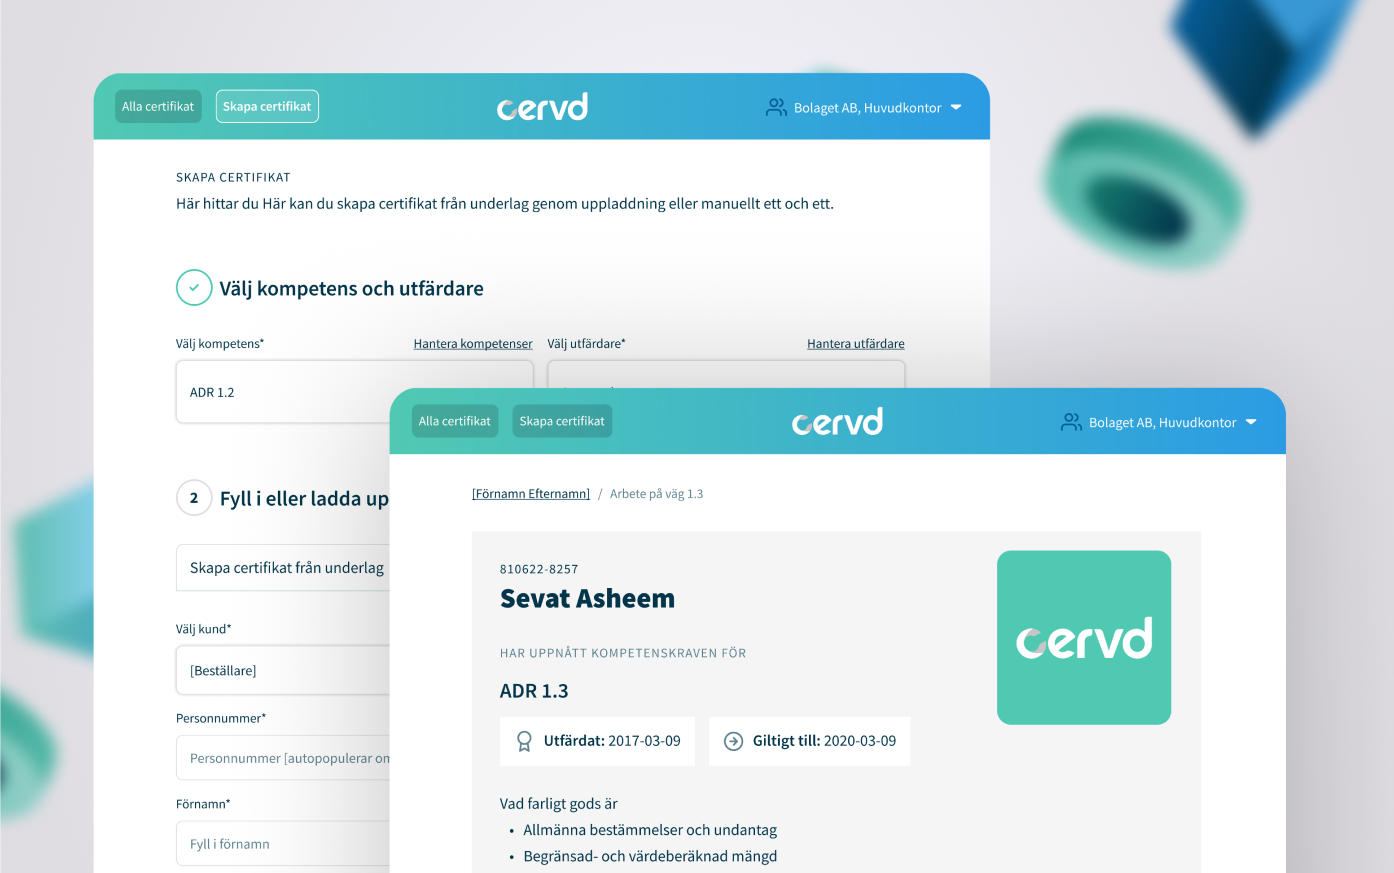 Alla certifikat
Skapa certifikat
cervd
Bolaget AB, Huvudkontor
SKAPA CERTIFIKAT
Här hittar du Här kan du skapa certifikat från underlag genom uppladdning eller manuellt ett och ett.
Välj kompetens och utfärdare
Välj kompetens*
Hantera kompetenser
Välj utfärdare*
Hantera utfärdare
ADR 1.2
2
Fyll i eller ladda up
Skapa certifikat från underlag
Välj kund*
[Beställare]
Personnummer*
Personnummer [autopopulerar om
Förnamn*
Fyll i förnamn
Alla certifikat
Skapa certifikat
cervd
Bolaget AB, Huvudkontor
[Förnamn Efternamn] / Arbete på väg 1.3
810622-8257
Sevat Asheem
HAR UPPNÅTT KOMPETENSKRAVEN FÖR
ADR 1.3
Utfärdat: 2017-03-09
Giltigt till: 2020-03-09
cervd
Vad farligt gods är
• Allmänna bestämmelser och undantag
• Begränsad- och värdeberäknad mängd